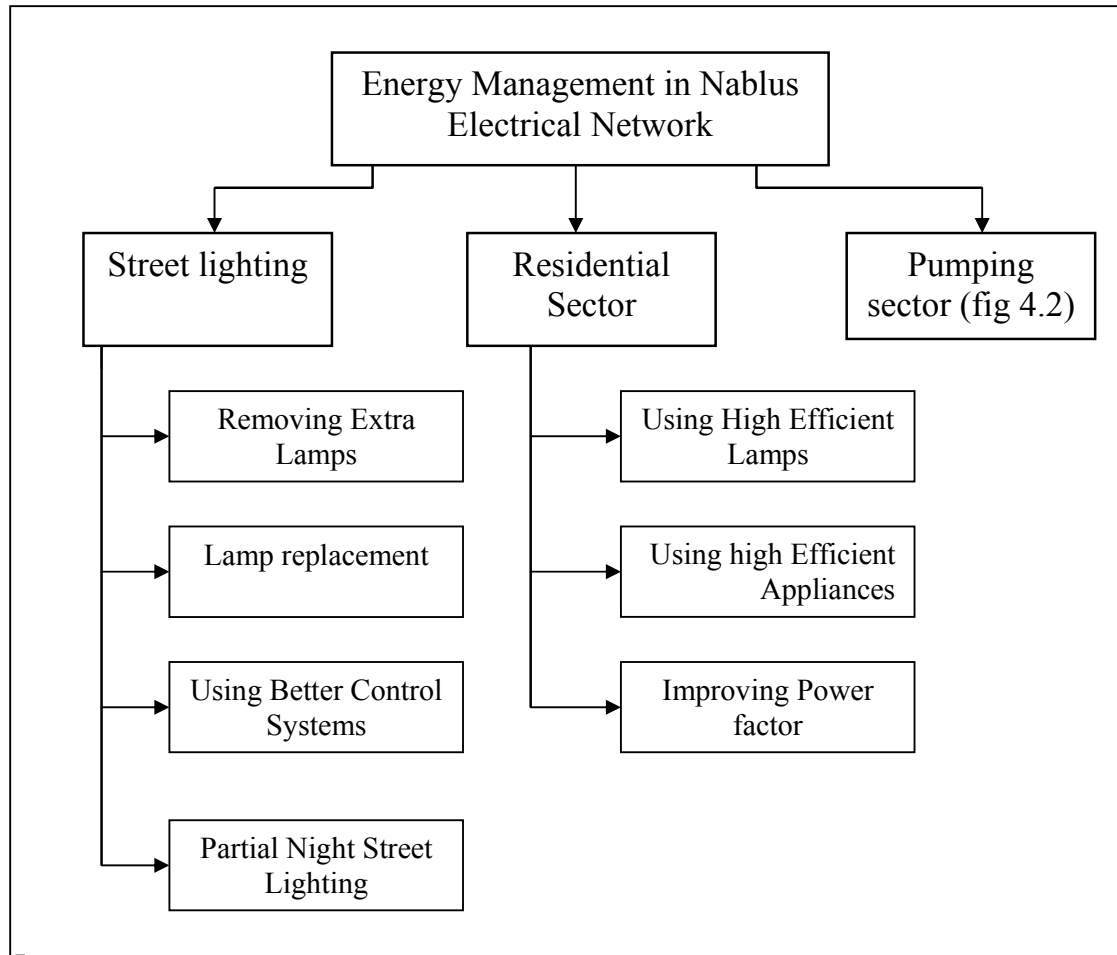 Energy Management in Nablus
Electrical Network
Street lighting
Residential
Sector
Pumping
sector (fig 4.2)
Removing Extra
Lamps
Lamp replacement
Using Better Control
Systems
Partial Night Street
Lighting
Using High Efficient
Lamps
Using high Efficient
Appliances
Improving Power
factor